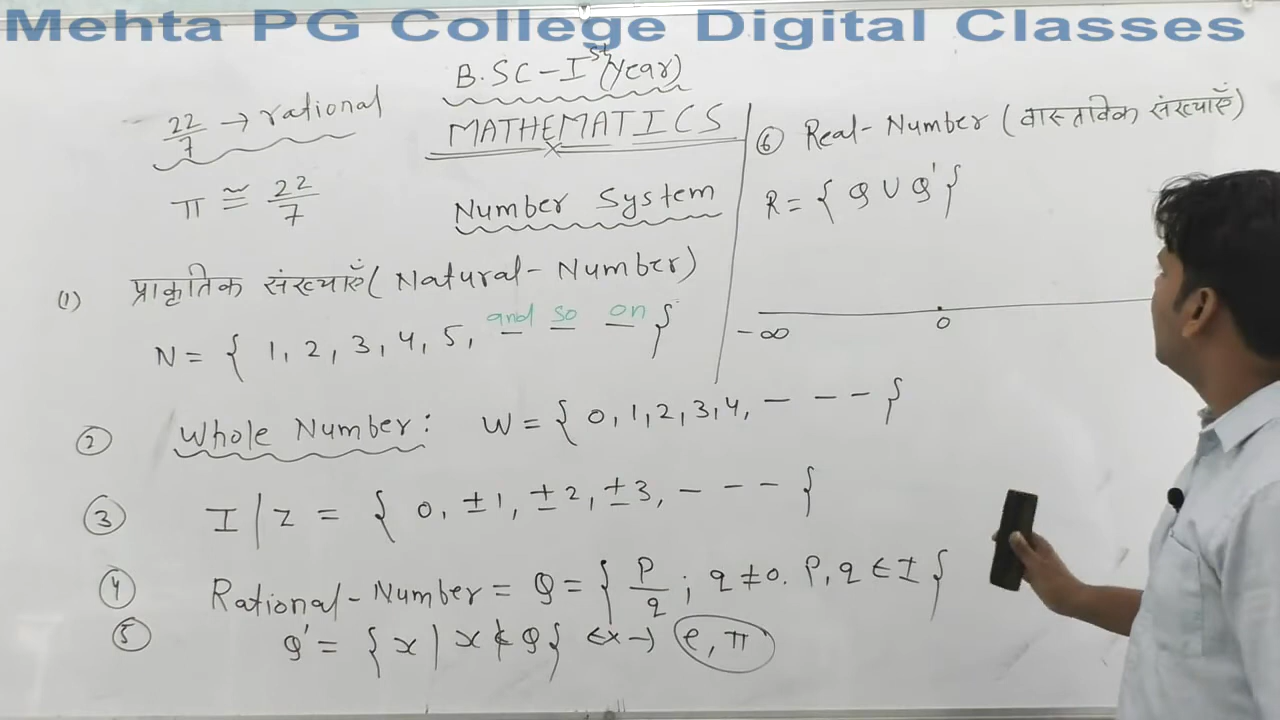 Mehta PG College Digital Classes
B.SC-Iˢᵗ(Year)
MATHEMATICS
Number System
22/7 → rational
π ≅ 22/7
(1) प्राकृतिक संख्याएँ (Natural-Number)
N = { 1, 2, 3, 4, 5, and so on }
② Whole Number: W = { 0, 1, 2, 3, 4, - - - }
③ I/Z = { 0, ±1, ±2, ±3, - - - }
④ Rational-Number = Q = { P/q ; q ≠ 0. P, q ∈ I }
⑤ Q' = { x | x ∉ Q } <x→ e, π
⑥ Real-Number (वास्तविक संख्याएँ)
R = { Q ∪ Q' }
-∞ 0